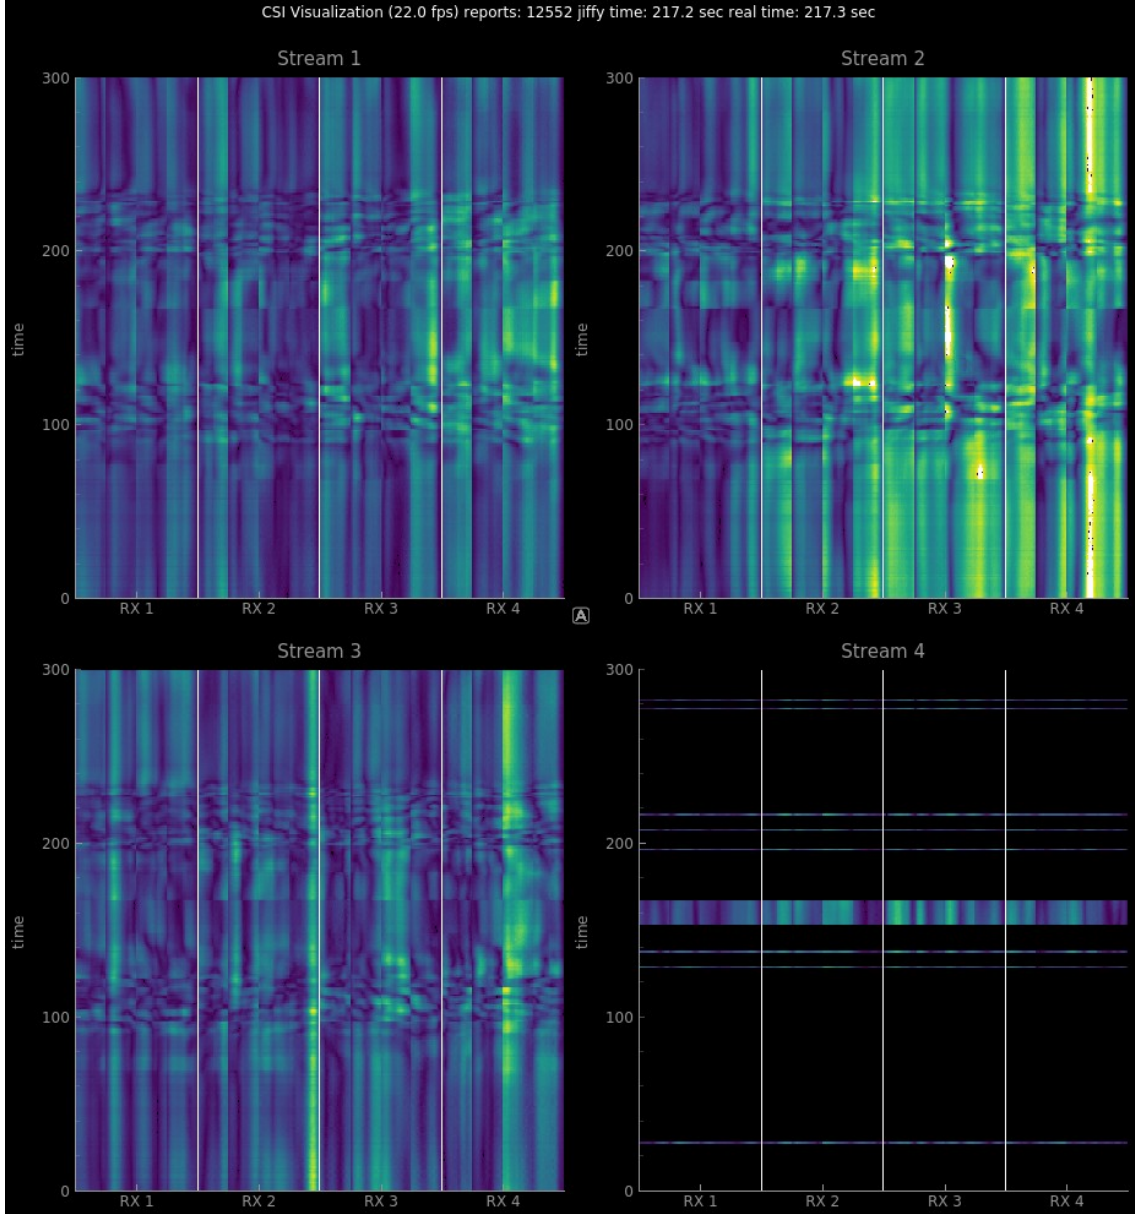 CSI Visualization (22.0 fps) reports: 12552 jiffy time: 217.2 sec real time: 217.3 sec
Stream 1
300
200
100
0
time
RX 1 RX 2 RX 3 RX 4
Stream 2
300
200
100
0
time
RX 1 RX 2 RX 3 RX 4
A
Stream 3
300
200
100
0
time
RX 1 RX 2 RX 3 RX 4
Stream 4
300
200
100
0
time
RX 1 RX 2 RX 3 RX 4